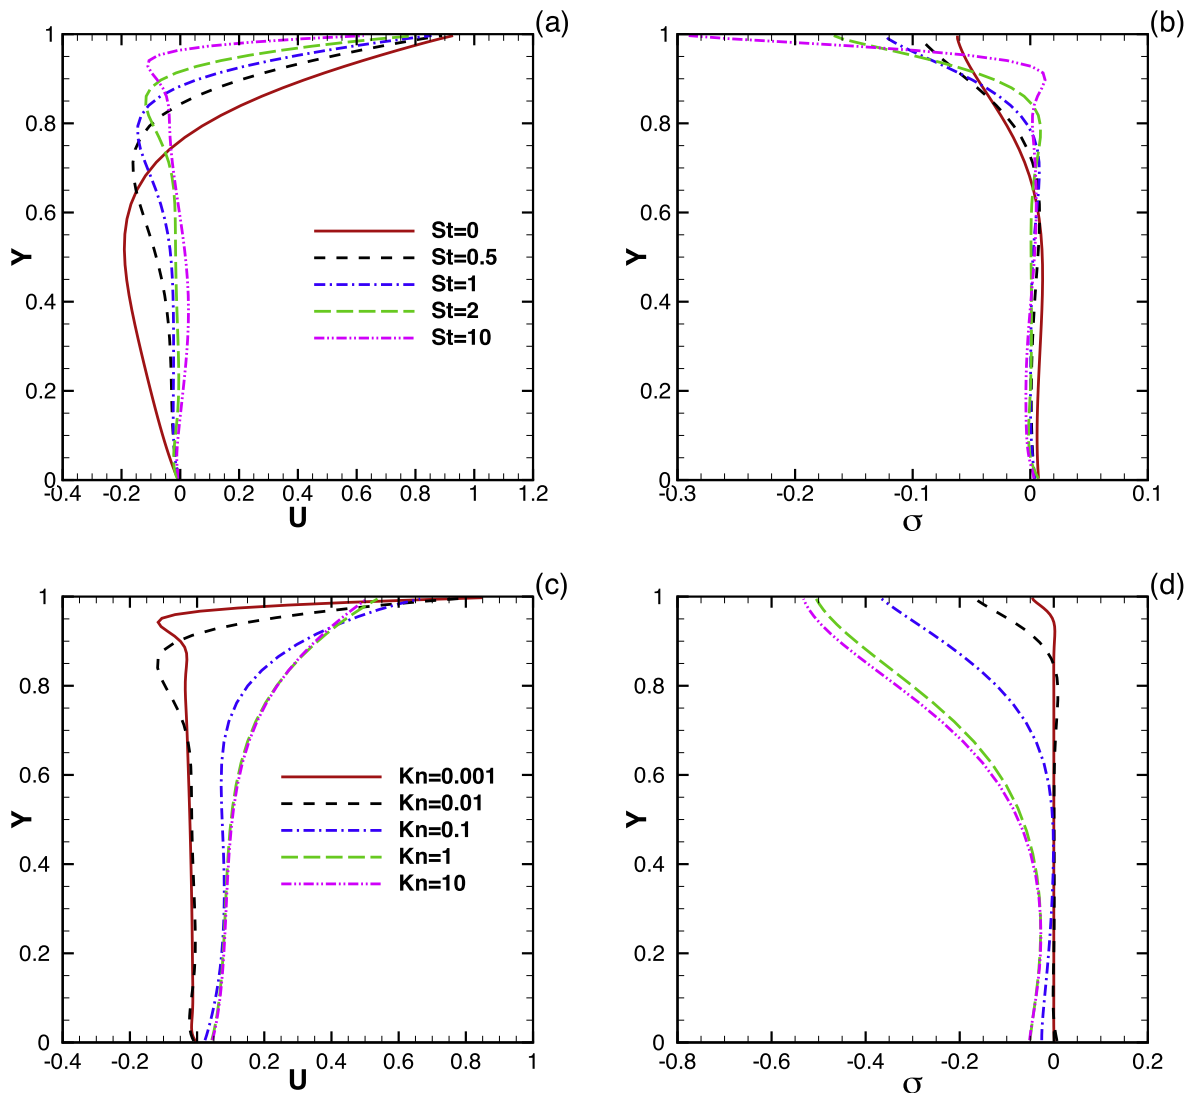 (a)
1
0.8
0.6
0.4
0.2
0
Y
-0.4 -0.2 0 0.2 0.4 0.6 0.8 1 1.2
U
St=0
St=0.5
St=1
St=2
St=10
(b)
1
0.8
0.6
0.4
0.2
0
Y
-0.3 -0.2 -0.1 0 0.1
σ
(c)
1
0.8
0.6
0.4
0.2
0
Y
-0.4 -0.2 0 0.2 0.4 0.6 0.8 1
U
Kn=0.001
Kn=0.01
Kn=0.1
Kn=1
Kn=10
(d)
1
0.8
0.6
0.4
0.2
0
Y
-0.8 -0.6 -0.4 -0.2 0 0.2
σ